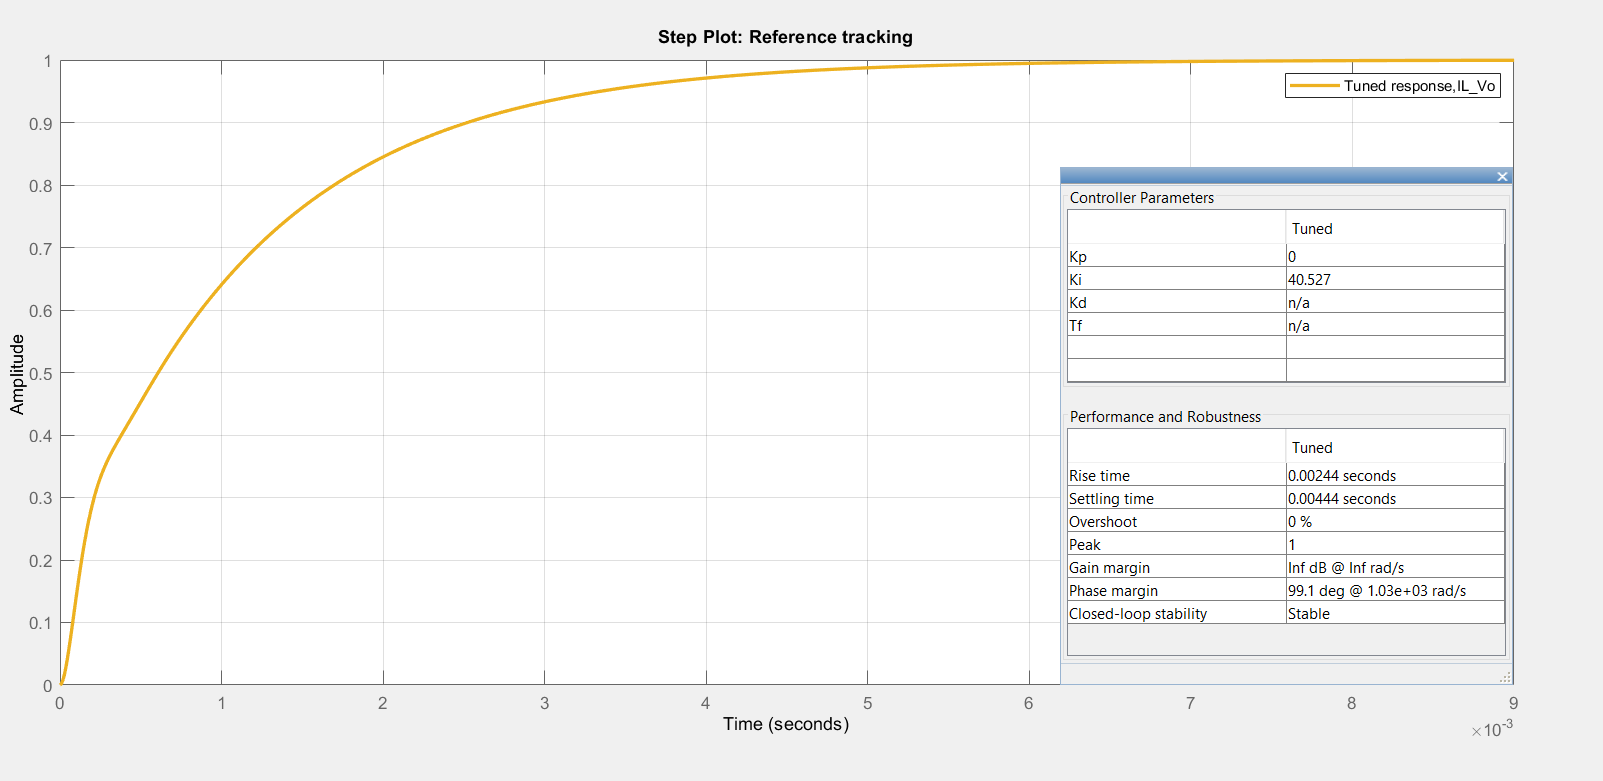 Step Plot: Reference tracking
Tuned response,IL_Vo
Amplitude
1
0.9
0.8
0.7
0.6
0.5
0.4
0.3
0.2
0.1
0
0 1 2 3 4 5 6 7 8 9
Time (seconds)
×10-3
Controller Parameters
Tuned
Kp 0
Ki 40.527
Kd n/a
Tf n/a
Performance and Robustness
Tuned
Rise time 0.00244 seconds
Settling time 0.00444 seconds
Overshoot 0 %
Peak 1
Gain margin Inf dB @ Inf rad/s
Phase margin 99.1 deg @ 1.03e+03 rad/s
Closed-loop stability Stable